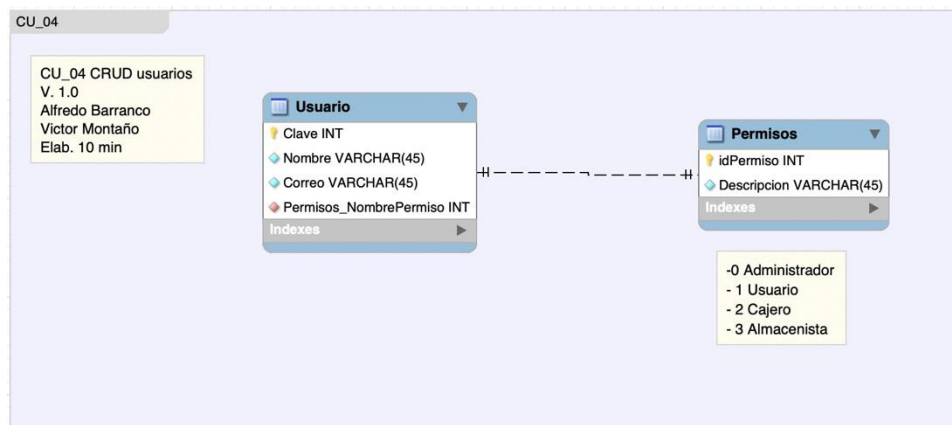 CU_04
CU_04 CRUD usuarios
V. 1.0
Alfredo Barranco
Victor Montaño
Elab. 10 min
Usuario
Clave INT
Nombre VARCHAR(45)
Correo VARCHAR(45)
Permisos_NombrePermiso INT
Indexes
Permisos
idPermiso INT
Descripcion VARCHAR(45)
Indexes
-0 Administrador
- 1 Usuario
- 2 Cajero
- 3 Almacenista